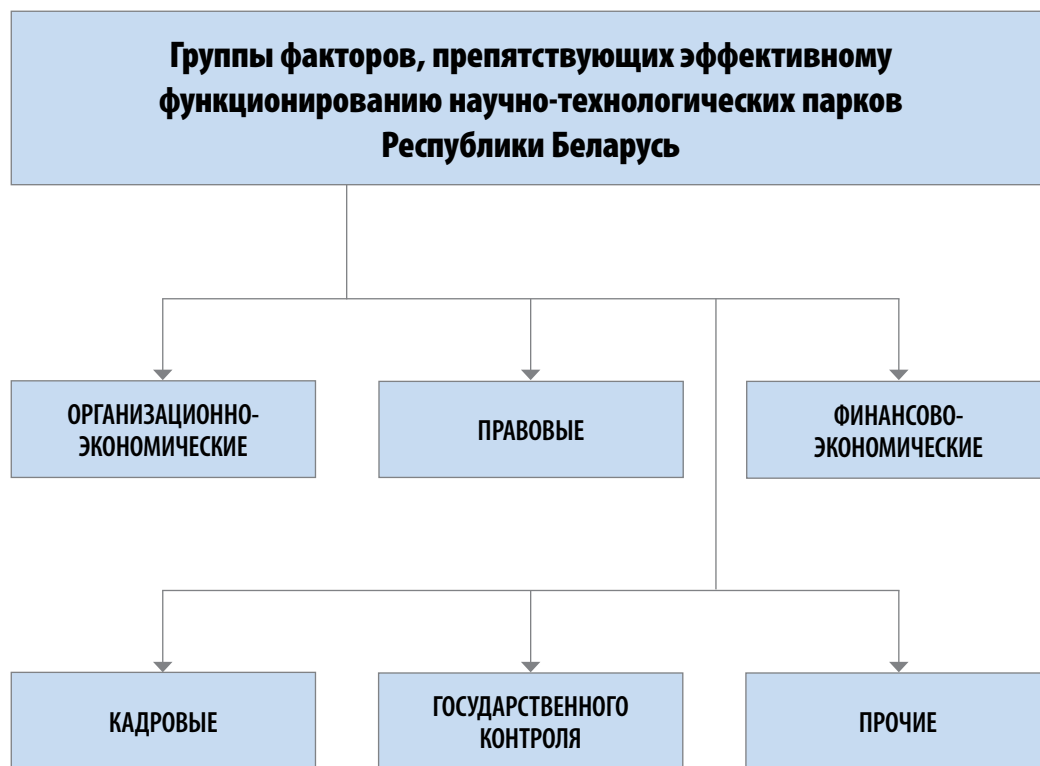 Группы факторов, препятствующих эффективному
функционированию научно-технологических парков
Республики Беларусь
ОРГАНИЗАЦИОННО-
ЭКОНОМИЧЕСКИЕ
ПРАВОВЫЕ
ФИНАНСОВО-
ЭКОНОМИЧЕСКИЕ
КАДРОВЫЕ
ГОСУДАРСТВЕННОГО
КОНТРОЛЯ
ПРОЧИЕ